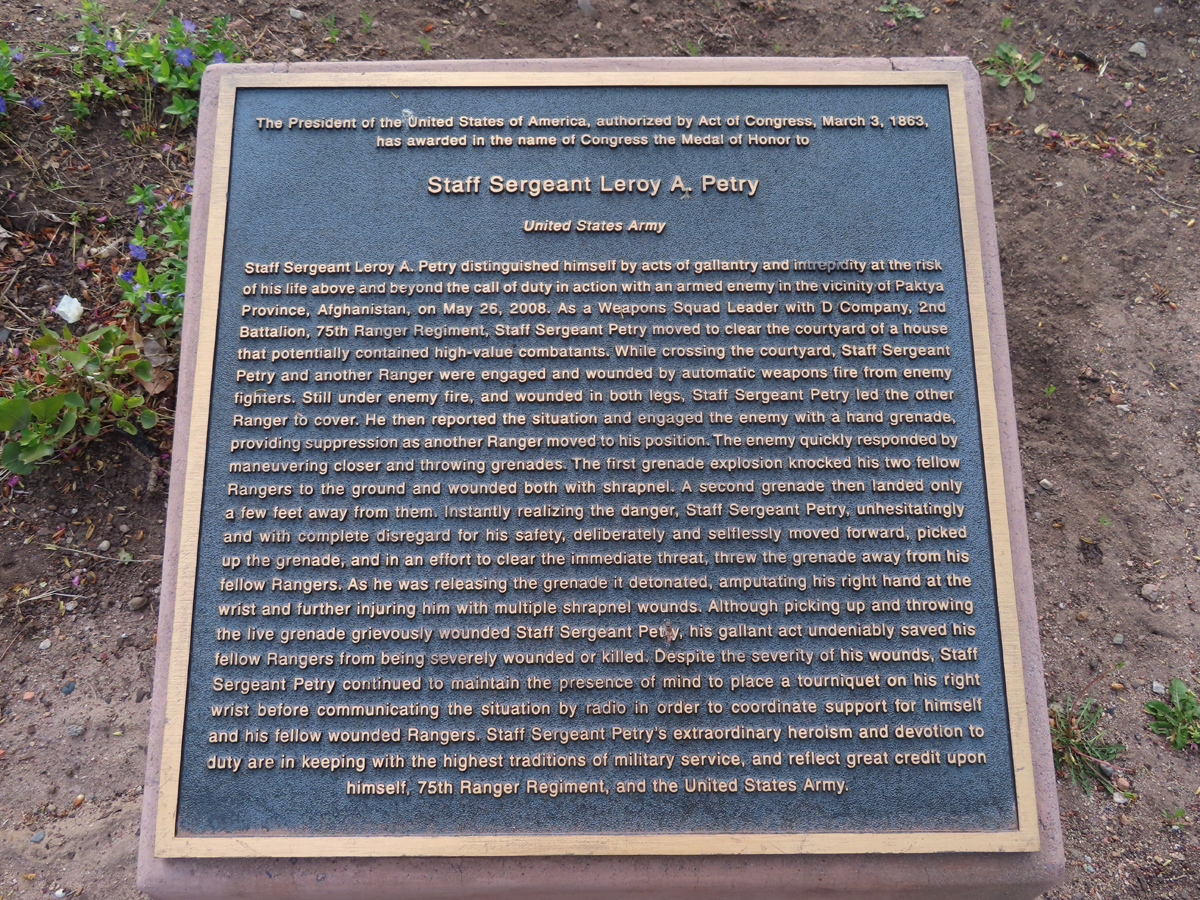 The President of the United States of America, authorized by Act of Congress, March 3, 1863,
has awarded in the name of Congress the Medal of Honor to
Staff Sergeant Leroy A. Petry
United States Army
Staff Sergeant Leroy A. Petry distinguished himself by acts of gallantry and intrepidity at the risk
of his life above and beyond the call of duty in action with an armed enemy in the vicinity of Paktya
Province, Afghanistan, on May 26, 2008. As a Weapons Squad Leader with D Company, 2nd
Battalion, 75th Ranger Regiment, Staff Sergeant Petry moved to clear the courtyard of a house
that potentially contained high-value combatants. While crossing the courtyard, Staff Sergeant
Petry and another Ranger were engaged and wounded by automatic weapons fire from enemy
fighters. Still under enemy fire, and wounded in both legs, Staff Sergeant Petry led the other
Ranger to cover. He then reported the situation and engaged the enemy with a hand grenade,
providing suppression as another Ranger moved to his position. The enemy quickly responded by
maneuvering closer and throwing grenades. The first grenade explosion knocked his two fellow
Rangers to the ground and wounded both with shrapnel. A second grenade then landed only
a few feet away from them. Instantly realizing the danger, Staff Sergeant Petry, unhesitatingly
and with complete disregard for his safety, deliberately and selflessly moved forward, picked
up the grenade, and in an effort to clear the immediate threat, threw the grenade away from his
fellow Rangers. As he was releasing the grenade it detonated, amputating his right hand at the
wrist and further injuring him with multiple shrapnel wounds. Although picking up and throwing
the live grenade grievously wounded Staff Sergeant Petry, his gallant act undeniably saved his
fellow Rangers from being severely wounded or killed. Despite the severity of his wounds, Staff
Sergeant Petry continued to maintain the presence of mind to place a tourniquet on his right
wrist before communicating the situation by radio in order to coordinate support for himself
and his fellow wounded Rangers. Staff Sergeant Petry's extraordinary heroism and devotion to
duty are in keeping with the highest traditions of military service, and reflect great credit upon
himself, 75th Ranger Regiment, and the United States Army.